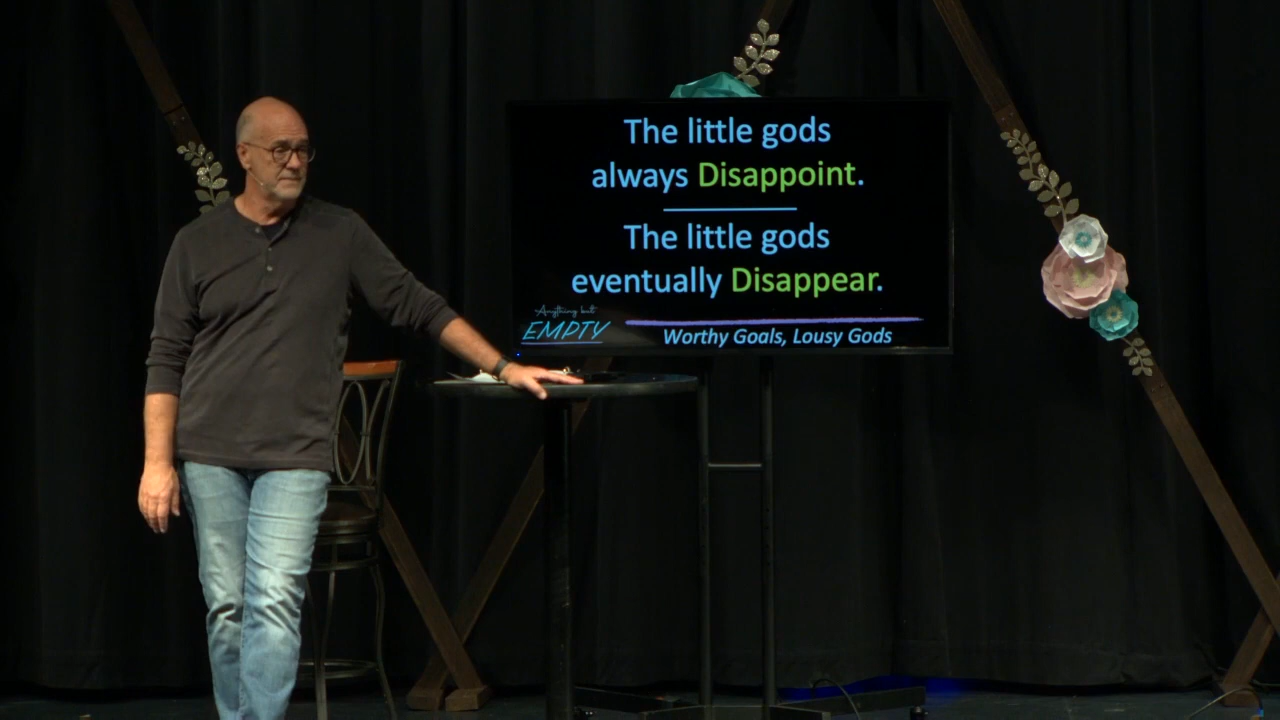 The little gods
always Disappoint.
The little gods
eventually Disappear.
Anything but
EMPTY
Worthy Goals, Lousy Gods